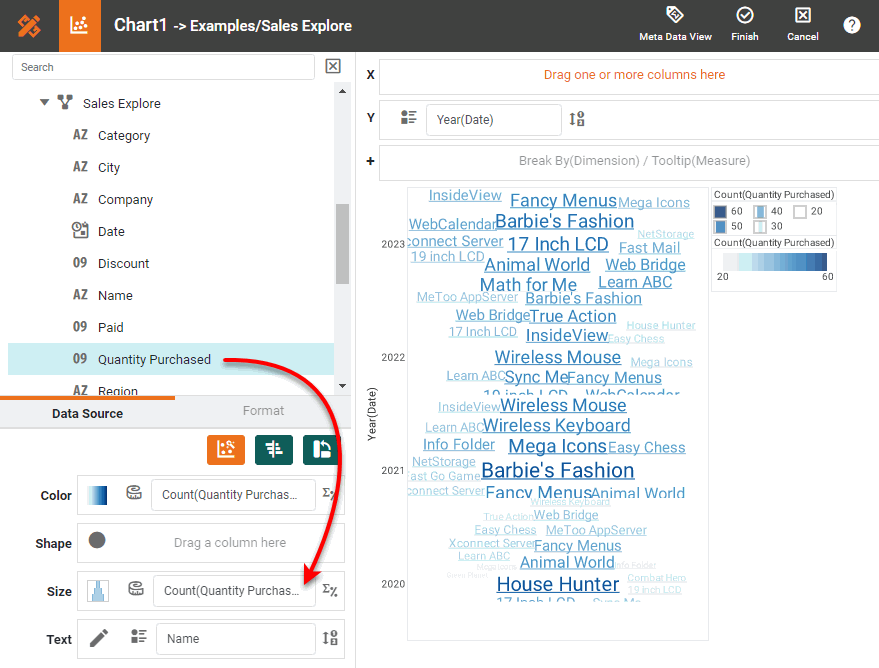 Chart1 -> Examples/Sales Explore
Meta Data View
Finish
Cancel
?
Search
Sales Explore
AZ Category
AZ City
AZ Company
Date
09 Discount
AZ Name
09 Paid
09 Quantity Purchased
AZ Region
Data Source
Format
Color
Count(Quantity Purchas...
Shape
Drag a column here
Size
Count(Quantity Purchas...
Text
Name
X
Drag one or more columns here
Y
Year(Date)
+
Break By(Dimension) / Tooltip(Measure)
Year(Date)
2023
InsideView
Fancy Menus
Mega Icons
WebCalendar
Barbie's Fashion
NetStorage
connect Server
17 Inch LCD
Fast Mail
19 inch LCD
Animal World
Web Bridge
Math for Me
Learn ABC
MeToo AppServer
Barbie's Fashion
2022
Web Bridge
True Action
House Hunter
17 Inch LCD
InsideView
Easy Chess
Wireless Mouse
Mega Icons
Learn ABC
Sync Me
Fancy Menus
2021
InsideView
Wireless Mouse
Learn ABC
Wireless Keyboard
Info Folder
Mega Icons
Easy Chess
NetStorage
Barbie's Fashion
Fast Go Game
connect Server
Fancy Menus
Animal World
2020
Wireless Keyboard
True Action
Web Bridge
Easy Chess
MeToo AppServer
Xconnect Server
Fancy Menus
Learn ABC
Animal World
Mega Icons
Info Folder
House Hunter
Combat Hero
19 inch LCD
17 Inch LCD
Sync Me
Count(Quantity Purchased)
60 40 20
50 30
Count(Quantity Purchased)
20 60